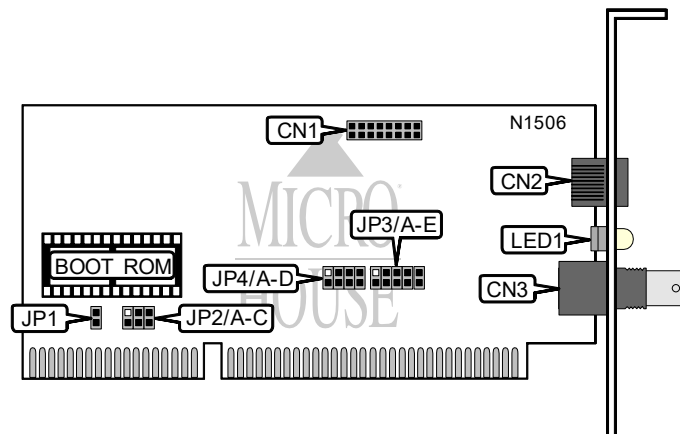 N1506
CN1
CN2
MICRO
HOUSE
JP3/A-E
LED1
BOOT ROM
JP4/A-D
CN3
JP1
JP2/A-C